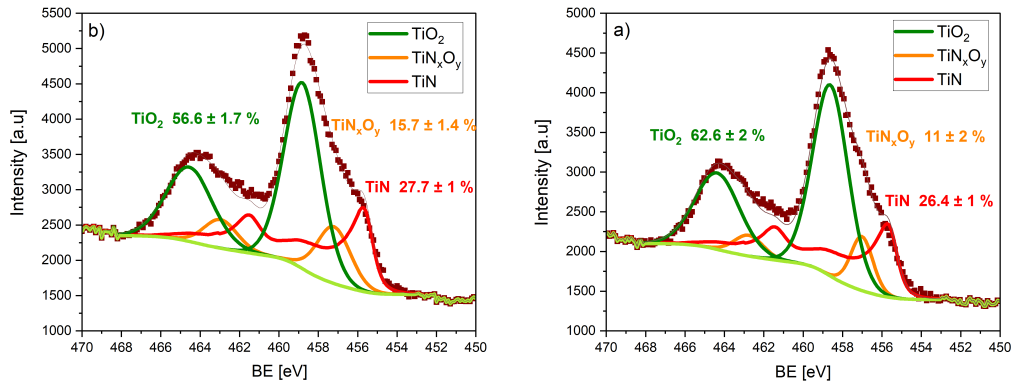 b)
TiO2
TiNxOy
TiN
TiO2 56.6 ± 1.7 %
TiNxOy 15.7 ± 1.4 %
TiN 27.7 ± 1 %
Intensity [a.u]
5500
5000
4500
4000
3500
3000
2500
2000
1500
1000
470 468 466 464 462 460 458 456 454 452 450
BE [eV]
a)
TiO2
TiNxOy
TiN
TiO2 62.6 ± 2 %
TiNxOy 11 ± 2 %
TiN 26.4 ± 1 %
Intensity [a.u]
5000
4500
4000
3500
3000
2500
2000
1500
1000
470 468 466 464 462 460 458 456 454 452 450
BE [eV]